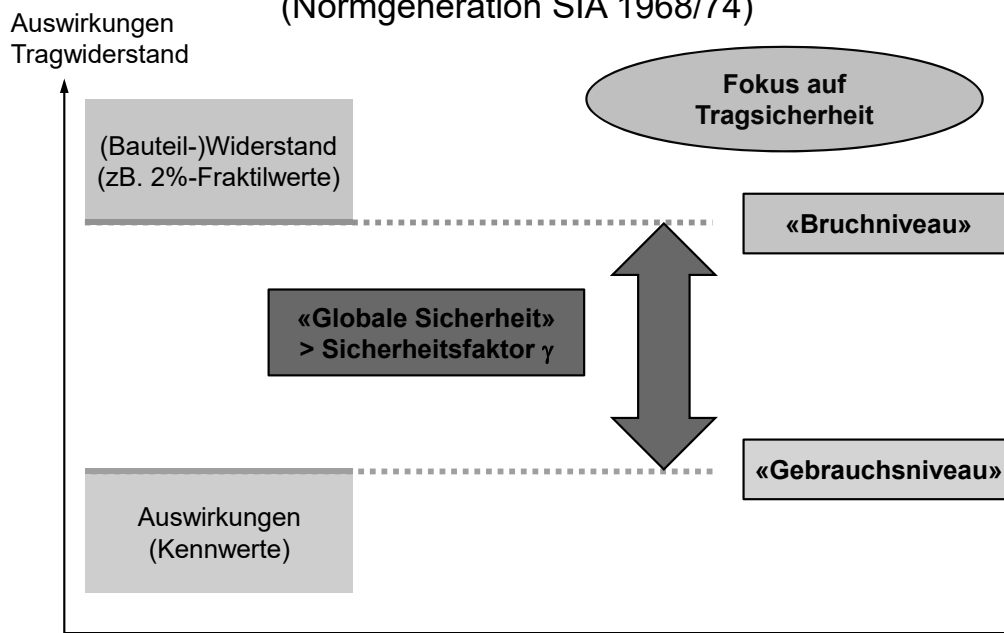 (Normgeneration SIA 1968/74)
Auswirkungen
Tragwiderstand
Fokus auf
Tragsicherheit
(Bauteil-)Widerstand
(zB. 2%-Fraktilwerte)
«Bruchniveau»
«Globale Sicherheit»
> Sicherheitsfaktor γ
«Gebrauchsniveau»
Auswirkungen
(Kennwerte)